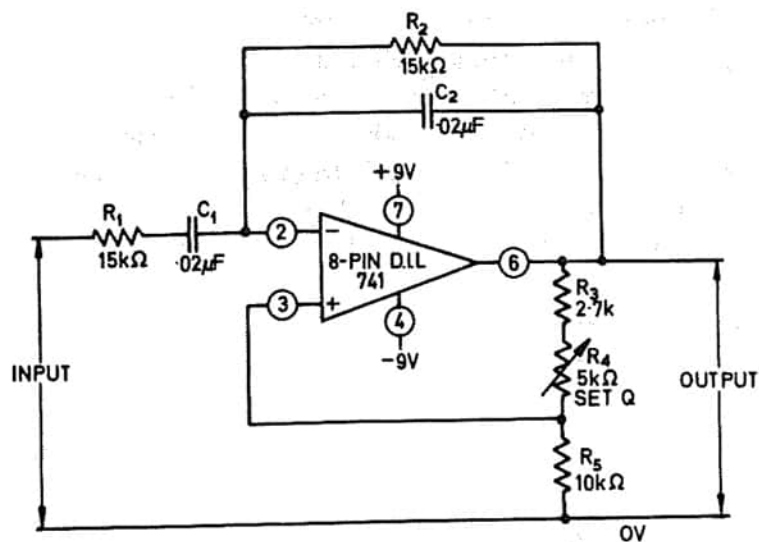 R2
15kΩ
C2
·02µF
+9V
7
R1
15kΩ
C1
·02µF
2
−
8-PIN D.I.L
741
6
3
+
4
−9V
R3
2·7k
R4
5kΩ
SET Q
INPUT
OUTPUT
R5
10kΩ
0V